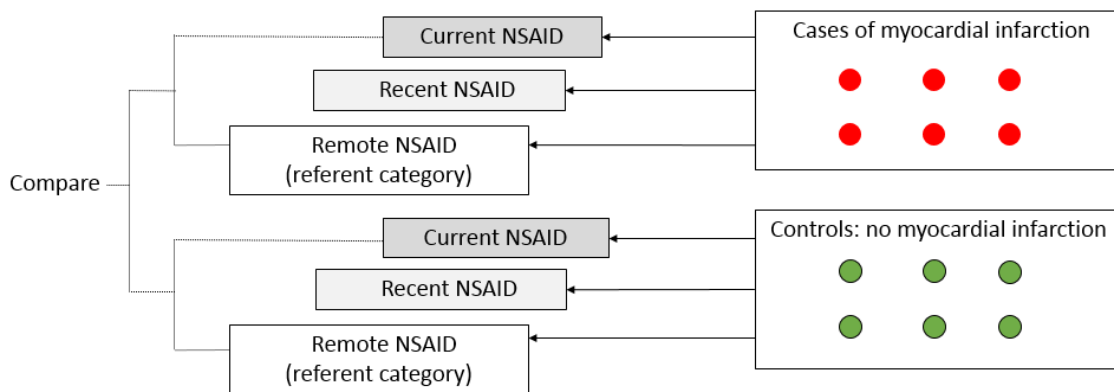 Current NSAID
Cases of myocardial infarction
Recent NSAID
Remote NSAID
(referent category)
Compare
Current NSAID
Controls: no myocardial infarction
Recent NSAID
Remote NSAID
(referent category)